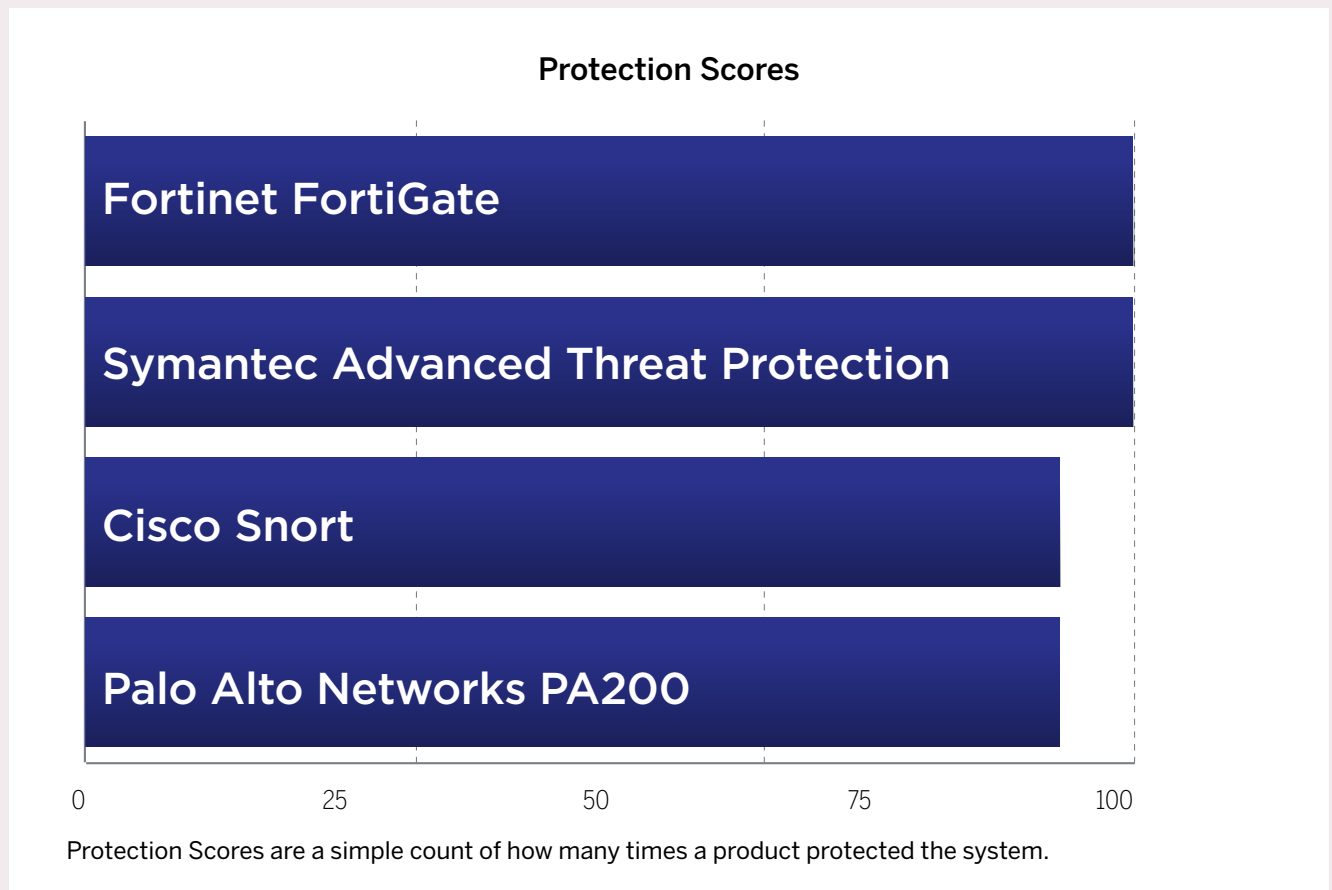 Protection Scores
Fortinet FortiGate
Symantec Advanced Threat Protection
Cisco Snort
Palo Alto Networks PA200
0 25 50 75 100
Protection Scores are a simple count of how many times a product protected the system.